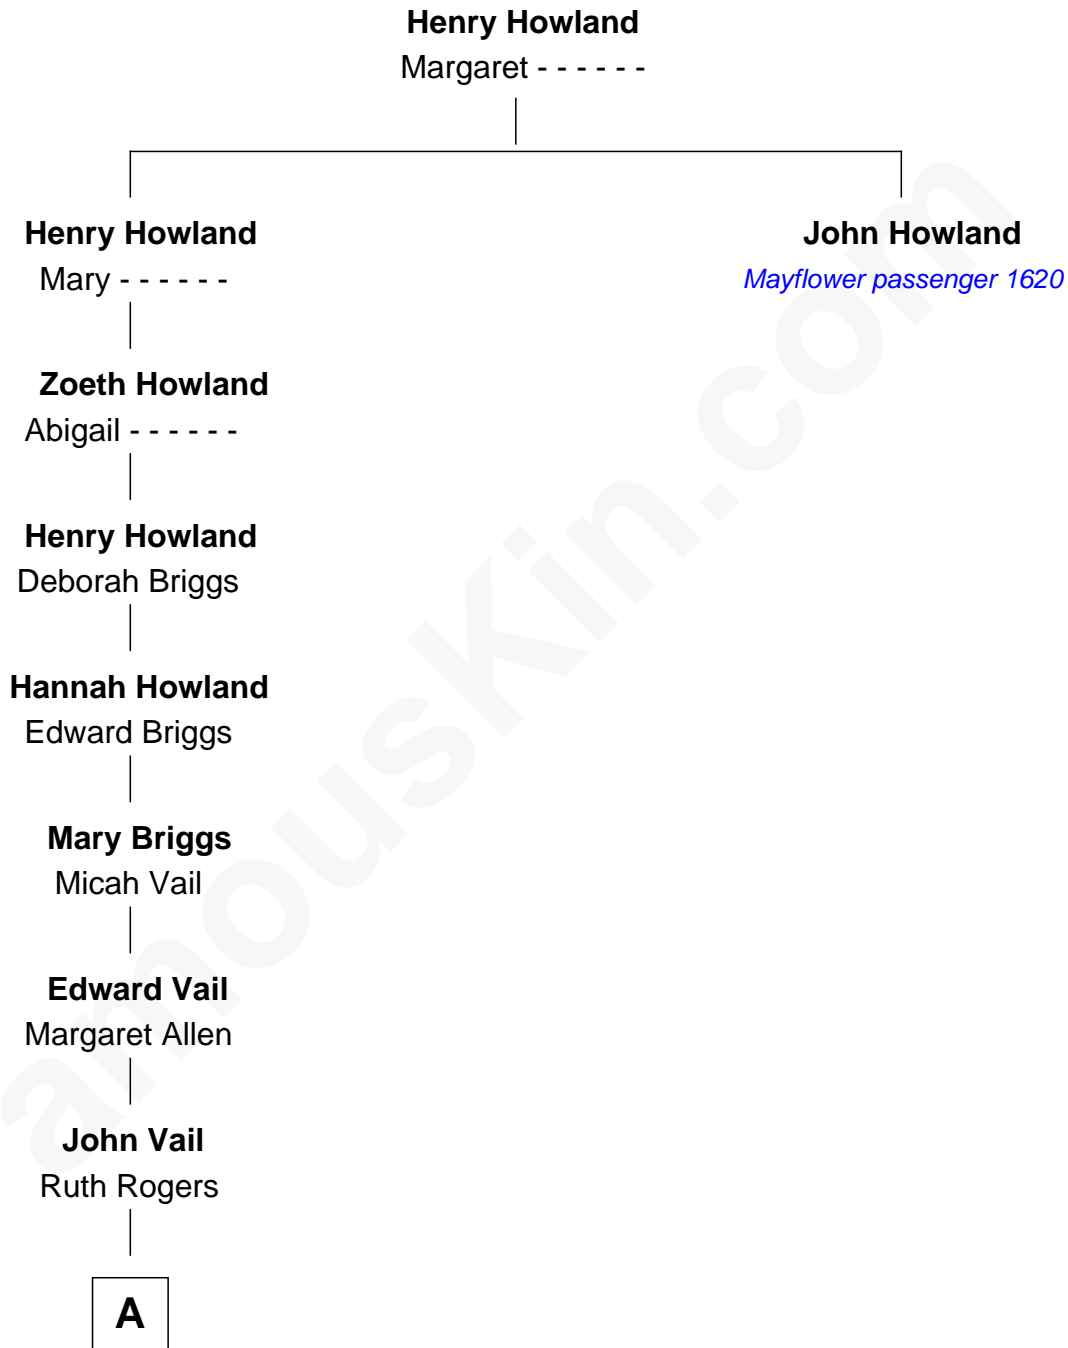 Henry Howland
Margaret - - - - - -
Henry Howland
John Howland
Mary - - - - - -
Mayflower passenger 1620
Zoeth Howland
Abigail - - - - - -
Henry Howland
Deborah Briggs
Hannah Howland
Edward Briggs
Mary Briggs
Micah Vail
Edward Vail
Margaret Allen
John Vail
Ruth Rogers
A
amouskin.com